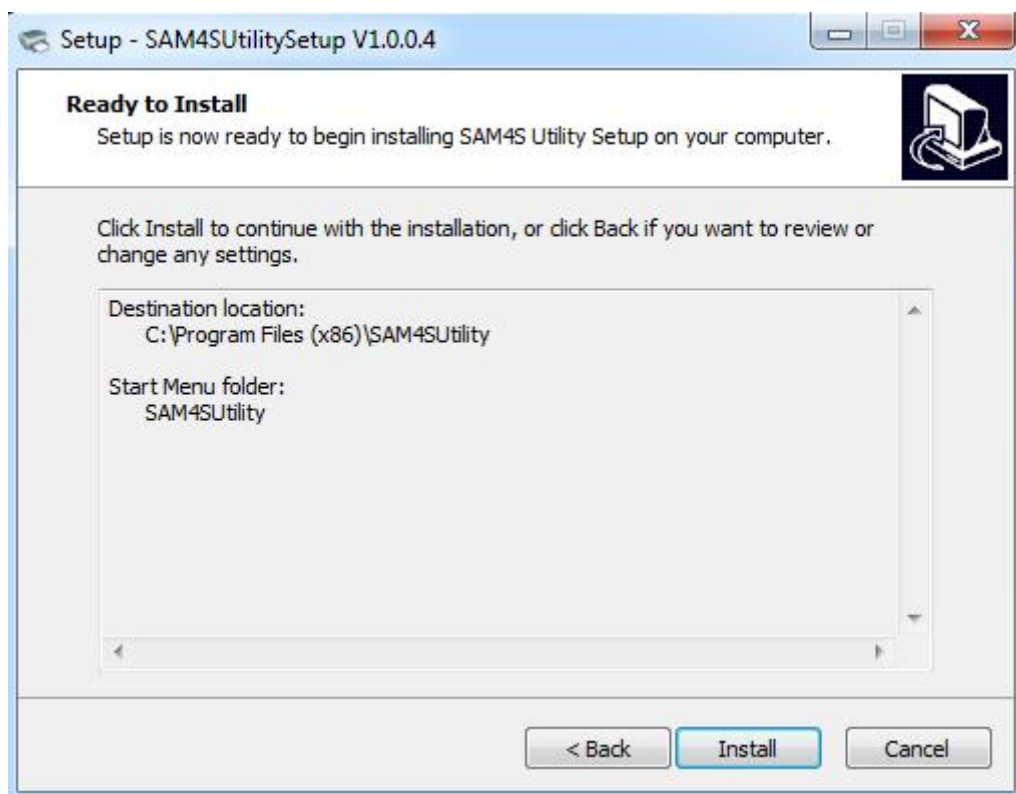 Setup - SAM4SUtilitySetup V1.0.0.4
Ready to Install
Setup is now ready to begin installing SAM4S Utility Setup on your computer.
Click Install to continue with the installation, or click Back if you want to review or
change any settings.
Destination location:
C:\Program Files (x86)\SAM4SUtility
Start Menu folder:
SAM4SUtility
< Back
Install
Cancel